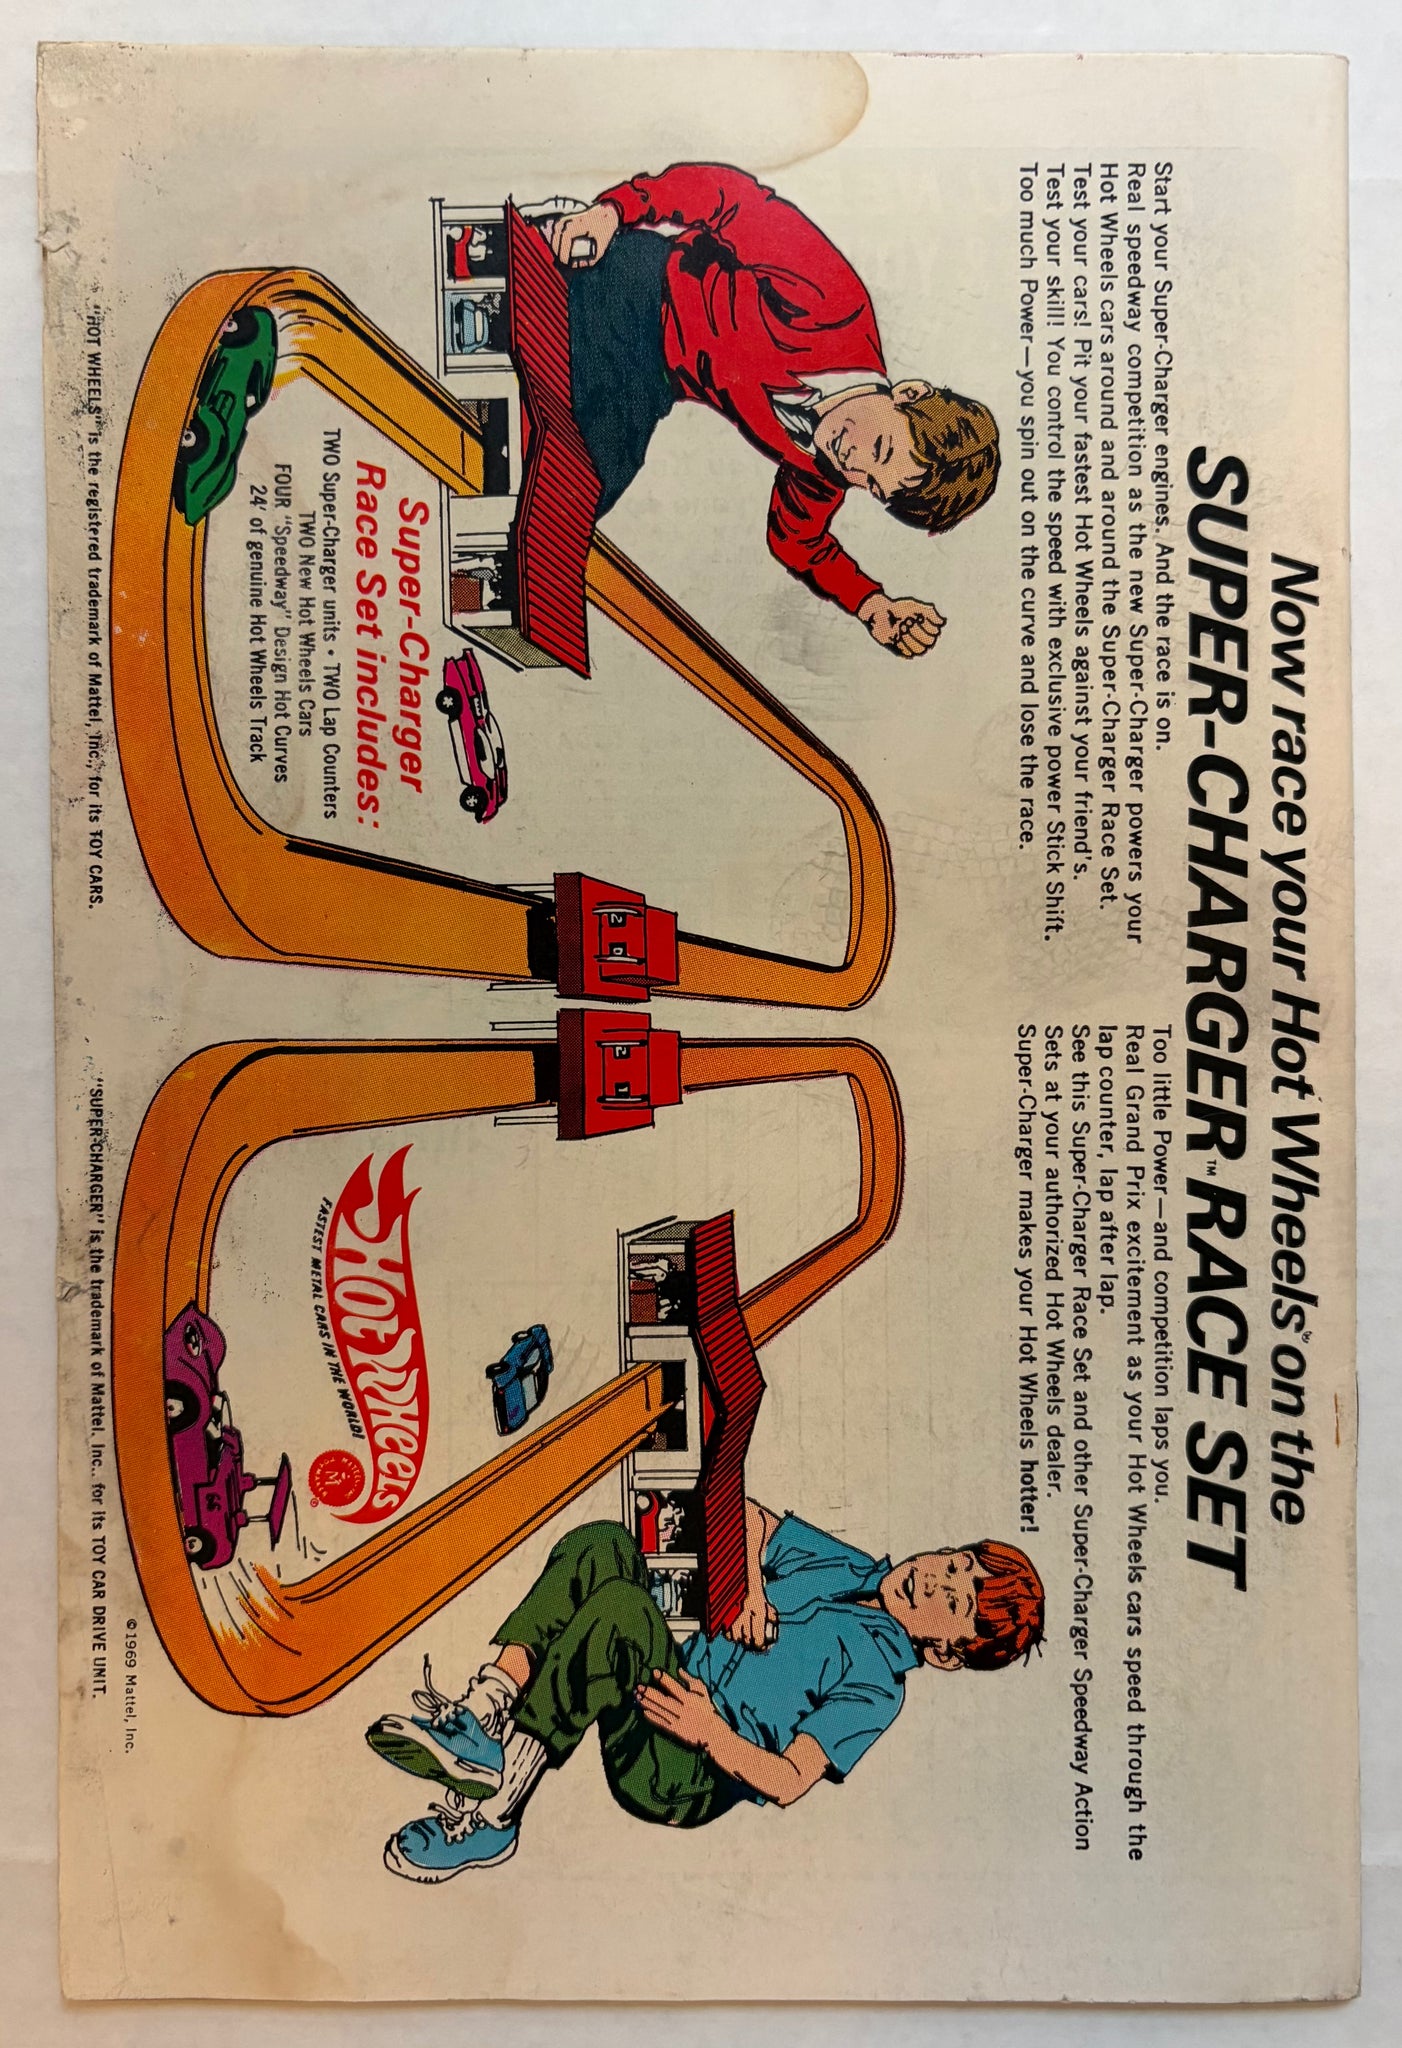 Now race your Hot Wheels® on the
SUPER-CHARGER™ RACE SET
Start your Super-Charger engines. And the race is on.
Real speedway competition as the new Super-Charger powers your
Hot Wheels cars around and around the Super-Charger Race Set.
Test your cars! Pit your fastest Hot Wheels against your friend's.
Test your skill! You control the speed with exclusive power Stick Shift.
Too much Power—you spin out on the curve and lose the race.
Too little Power—and competition laps you.
Real Grand Prix excitement as your Hot Wheels cars speed through the
lap counter, lap after lap.
See this Super-Charger Race Set and other Super-Charger Speedway Action
Sets at your authorized Hot Wheels dealer.
Super-Charger makes your Hot Wheels hotter!
2 0
2 1
Super-Charger
Race Set includes:
TWO Super-Charger units • TWO Lap Counters
TWO New Hot Wheels Cars
FOUR "Speedway" Design Hot Curves
24' of genuine Hot Wheels Track
HOT WHEELS
FASTEST METAL CARS IN THE WORLD!
M
®
©1969 Mattel, Inc.
"HOT WHEELS" is the registered trademark of Mattel, Inc., for its TOY CARS.
"SUPER-CHARGER" is the trademark of Mattel, Inc., for its TOY CAR DRIVE UNIT.